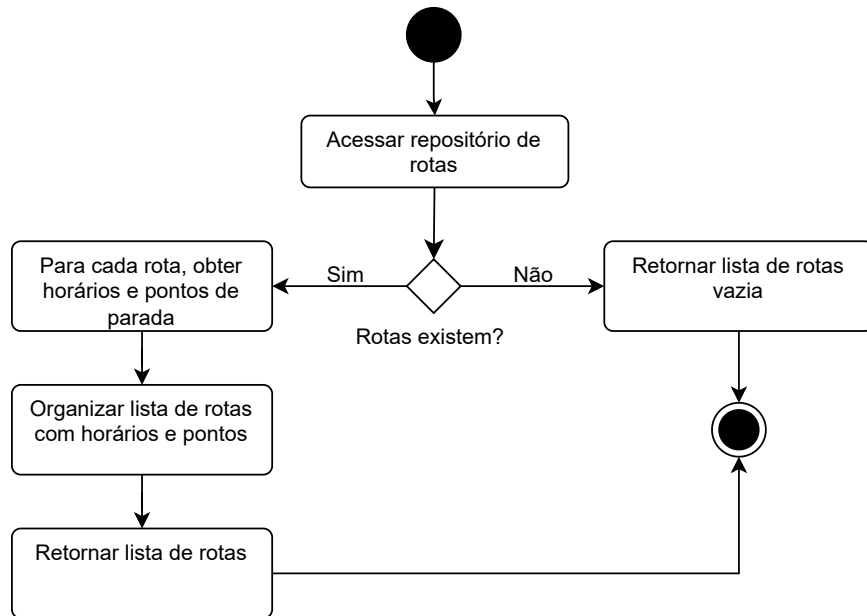 Acessar repositório de
rotas
Para cada rota, obter
horários e pontos de
parada
Sim
Não
Retornar lista de rotas
vazia
Rotas existem?
Organizar lista de rotas
com horários e pontos
Retornar lista de rotas